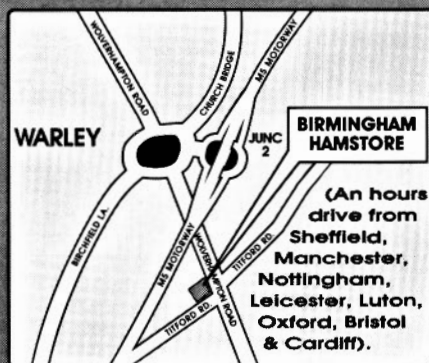 WOLVERHAMPTON ROAD
CHURCH BRIDGE
M5 MOTORWAY
WARLEY
JUNC
2
BIRMINGHAM
HAMSTORE
BIRCHFIELD LA.
M5 MOTORWAY
WOLVERHAMPTON ROAD
TITFORD RD.
TITFORD RD.
(An hours
drive from
Sheffield,
Manchester,
Nottingham,
Leicester, Luton,
Oxford, Bristol
& Cardiff).